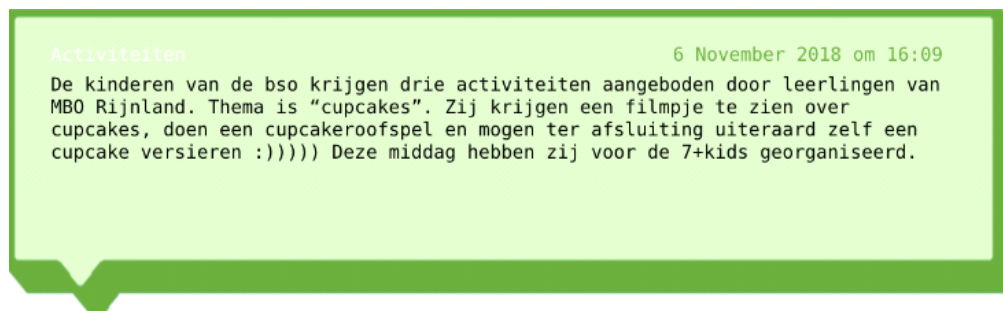 Activiteiten 6 November 2018 om 16:09
De kinderen van de bso krijgen drie activiteiten aangeboden door leerlingen van
MBO Rijnland. Thema is “cupcakes”. Zij krijgen een filmpje te zien over
cupcakes, doen een cupcakeroofspel en mogen ter afsluiting uiteraard zelf een
cupcake versieren :))))) Deze middag hebben zij voor de 7+kids georganiseerd.